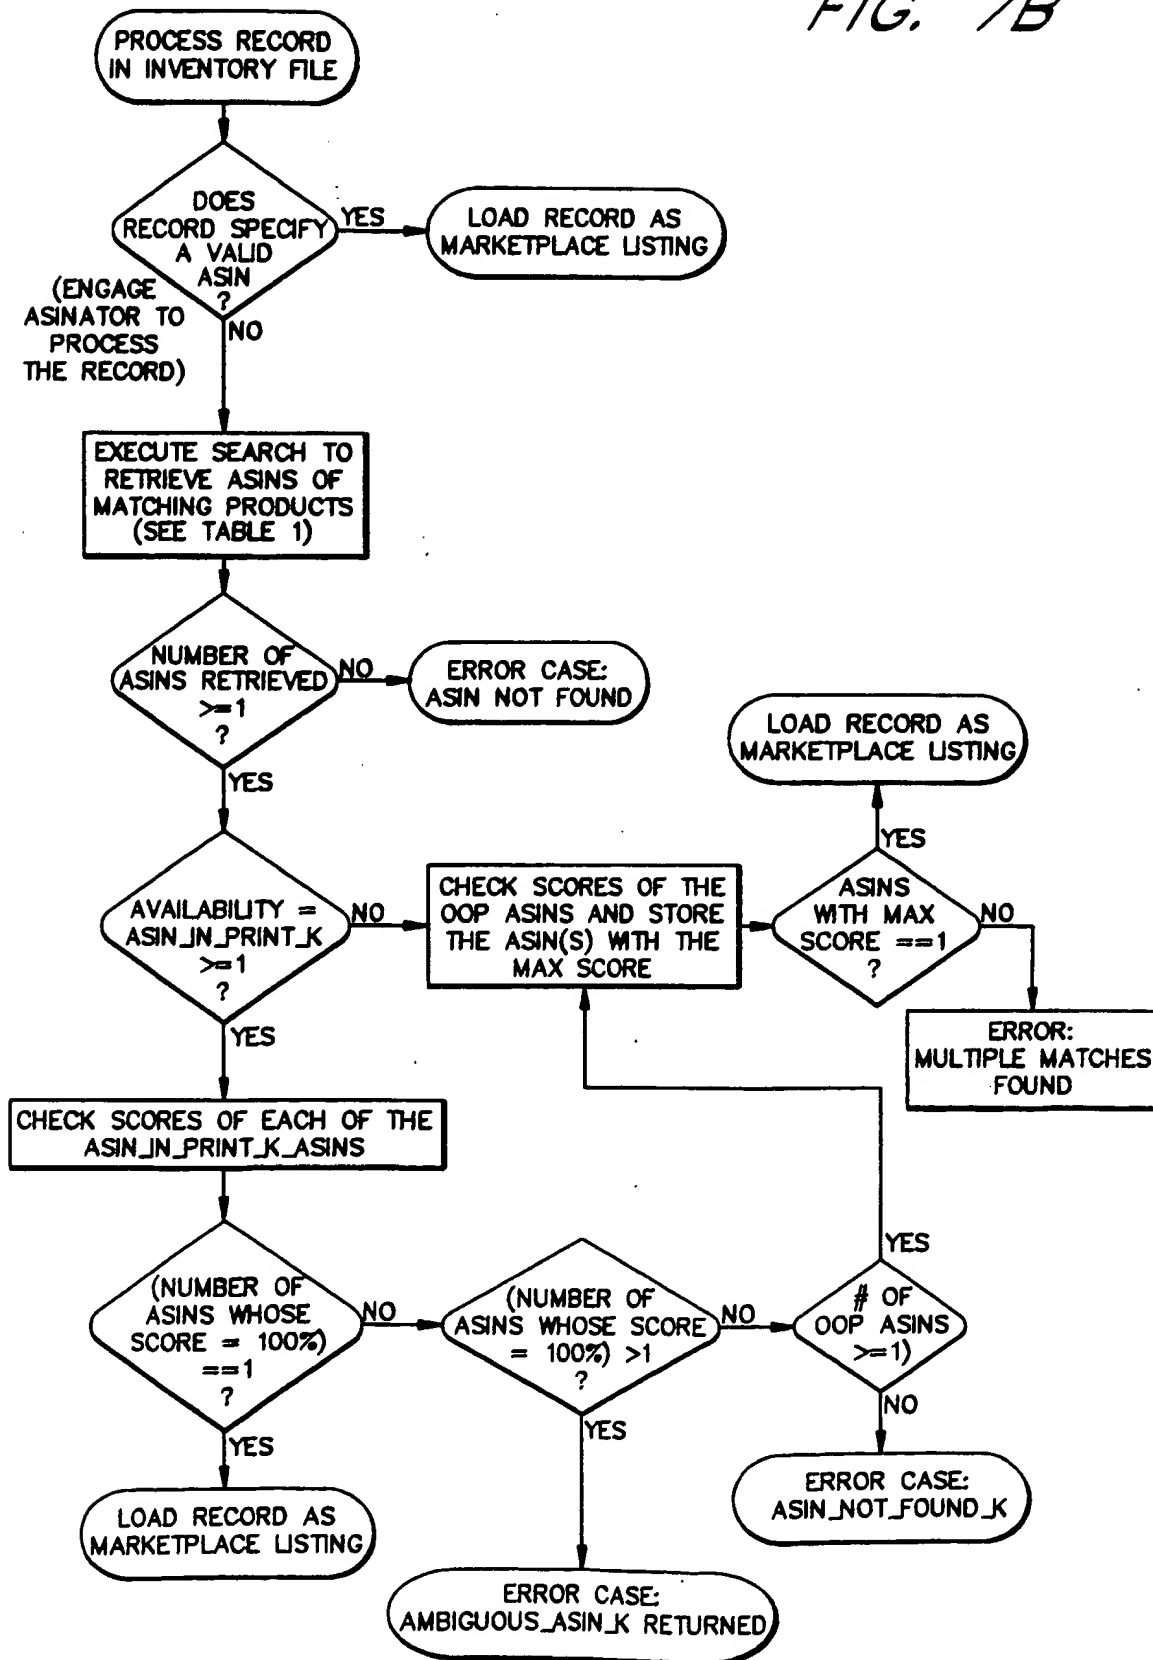 FIG. 7B
PROCESS RECORD
IN INVENTORY FILE
DOES
RECORD SPECIFY
A VALID
ASIN
?
YES
LOAD RECORD AS
MARKETPLACE LISTING
(ENGAGE
ASINATOR TO
PROCESS
THE RECORD)
NO
EXECUTE SEARCH TO
RETRIEVE ASINS OF
MATCHING PRODUCTS
(SEE TABLE 1)
NUMBER OF
ASINS RETRIEVED
>=1
?
NO
ERROR CASE:
ASIN NOT FOUND
YES
LOAD RECORD AS
MARKETPLACE LISTING
YES
AVAILABILITY =
ASIN_IN_PRINT_K
>=1
?
NO
CHECK SCORES OF THE
OOP ASINS AND STORE
THE ASIN(S) WITH THE
MAX SCORE
ASINS
WITH MAX
SCORE ==1
?
NO
ERROR:
MULTIPLE MATCHES
FOUND
YES
CHECK SCORES OF EACH OF THE
ASIN_IN_PRINT_K_ASINS
(NUMBER OF
ASINS WHOSE
SCORE = 100%)
==1
?
NO
(NUMBER OF
ASINS WHOSE SCORE
= 100%) >1
?
NO
YES
# OF
OOP ASINS
>=1)
NO
ERROR CASE:
ASIN_NOT_FOUND_K
YES
LOAD RECORD AS
MARKETPLACE LISTING
YES
ERROR CASE:
AMBIGUOUS_ASIN_K RETURNED